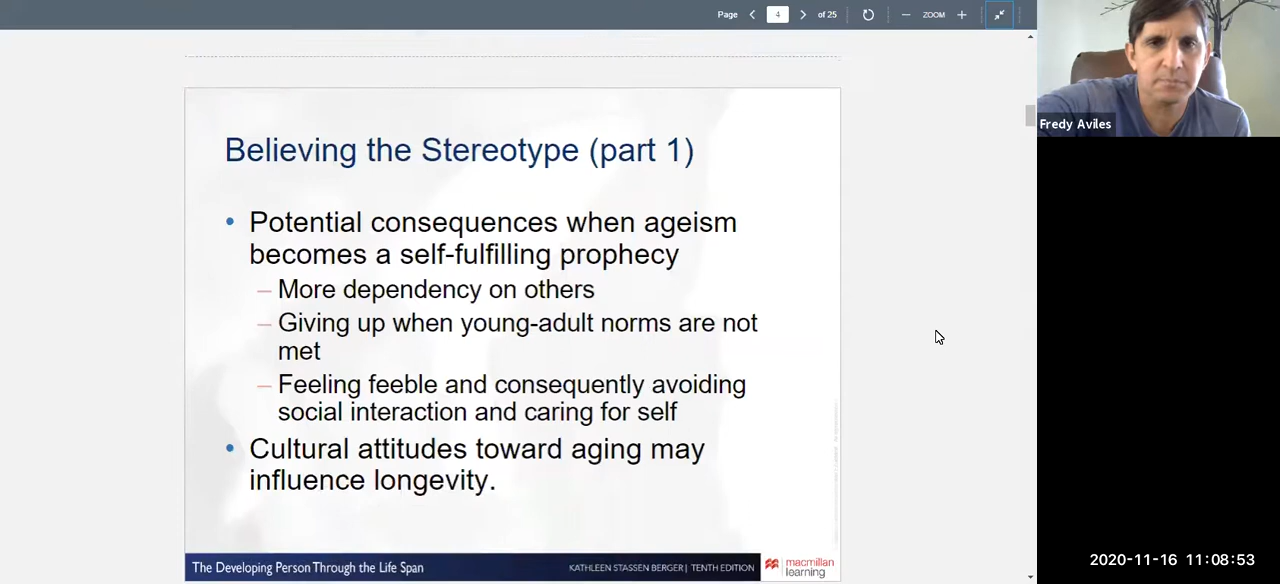 Page 4 of 25 ZOOM
Fredy Aviles
Believing the Stereotype (part 1)
• Potential consequences when ageism
becomes a self-fulfilling prophecy
– More dependency on others
– Giving up when young-adult norms are not
met
– Feeling feeble and consequently avoiding
social interaction and caring for self
• Cultural attitudes toward aging may
influence longevity.
The Developing Person Through the Life Span
KATHLEEN STASSEN BERGER | TENTH EDITION
macmillan
learning
2020-11-16 11:08:53